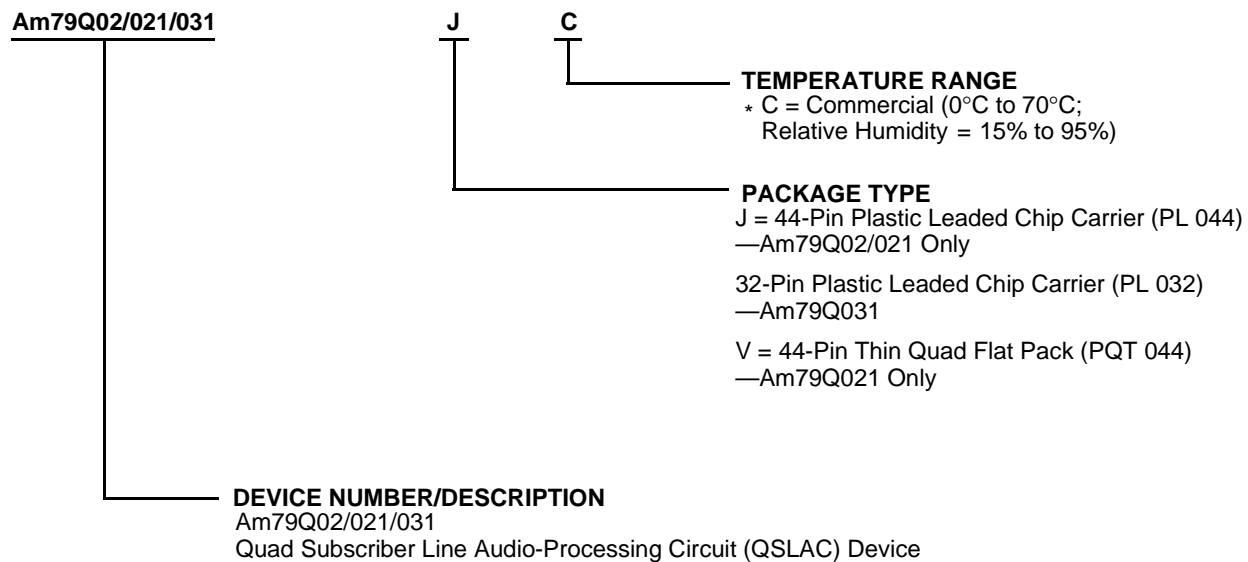 Am79Q02/021/031 J C
TEMPERATURE RANGE
* C = Commercial (0°C to 70°C;
Relative Humidity = 15% to 95%)
PACKAGE TYPE
J = 44-Pin Plastic Leaded Chip Carrier (PL 044)
—Am79Q02/021 Only
32-Pin Plastic Leaded Chip Carrier (PL 032)
—Am79Q031
V = 44-Pin Thin Quad Flat Pack (PQT 044)
—Am79Q021 Only
DEVICE NUMBER/DESCRIPTION
Am79Q02/021/031
Quad Subscriber Line Audio-Processing Circuit (QSLAC) Device